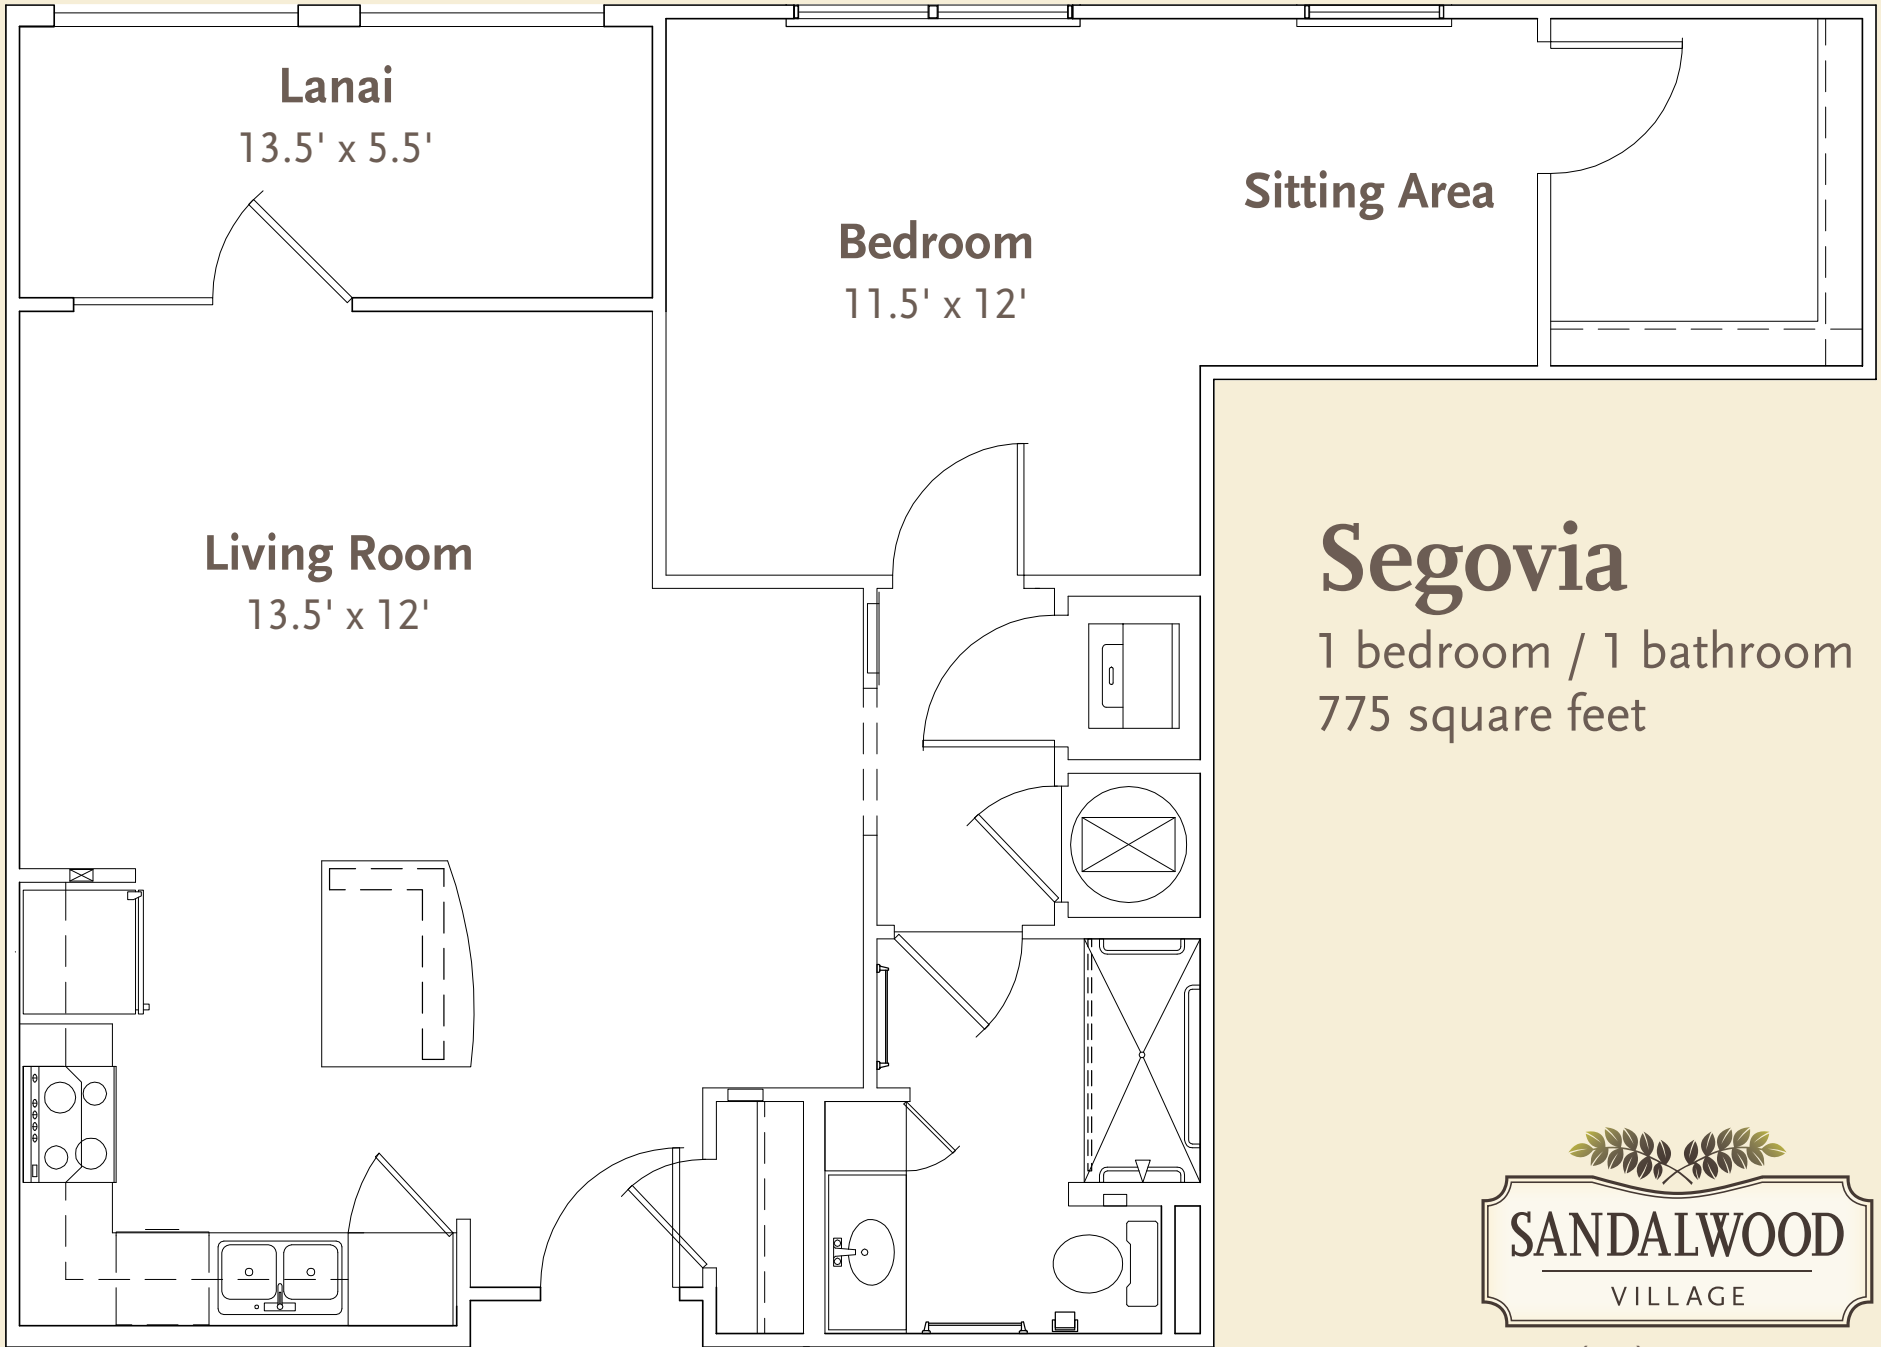 Lanai
13.5' x 5.5'
Bedroom
11.5' x 12'
Sitting Area
Living Room
13.5' x 12'
Segovia
1 bedroom / 1 bathroom
775 square feet
SANDALWOOD
VILLAGE